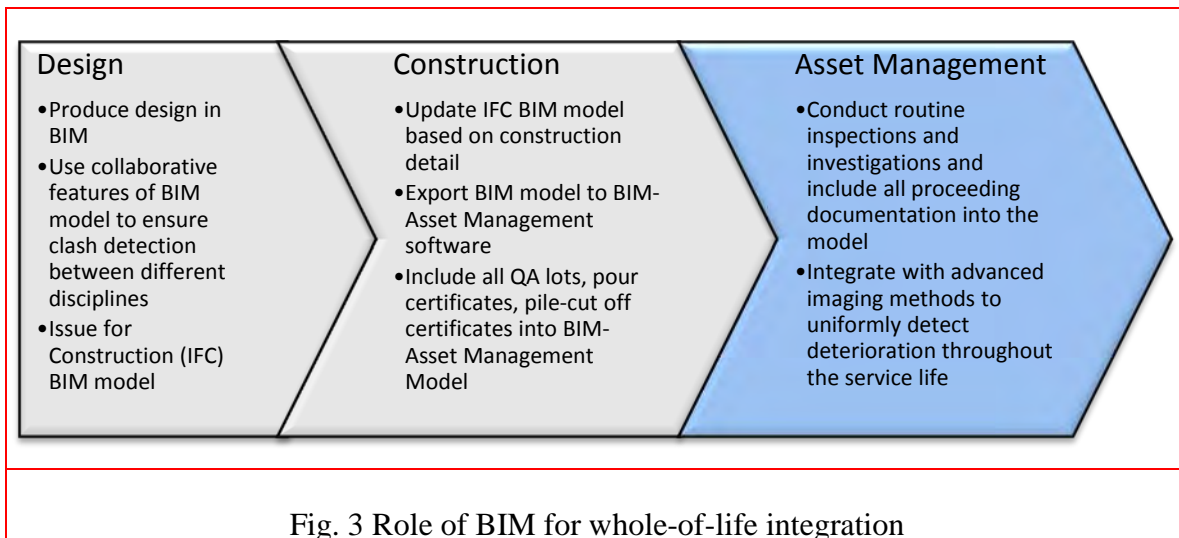 Design
•Produce design in
BIM
•Use collaborative
features of BIM
model to ensure
clash detection
between different
disciplines
•Issue for
Construction (IFC)
BIM model
Construction
•Update IFC BIM model
based on construction
detail
•Export BIM model to BIM-
Asset Management
software
•Include all QA lots, pour
certificates, pile-cut off
certificates into BIM-
Asset Management
Model
Asset Management
•Conduct routine
inspections and
investigations and
include all proceeding
documentation into the
model
•Integrate with advanced
imaging methods to
uniformly detect
deterioration throughout
the service life
Fig. 3 Role of BIM for whole-of-life integration